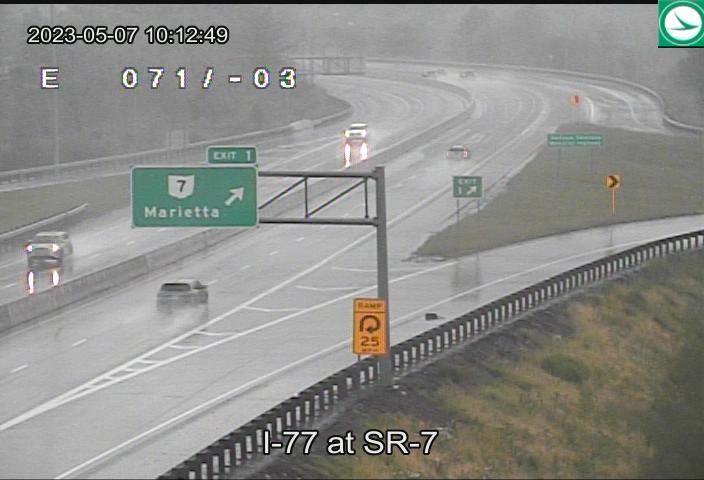 2023-05-07 10:12:49
E 071/-03
EXIT 1
7
Marietta
EXIT
1
RAMP
25
MPH
I-77 at SR-7